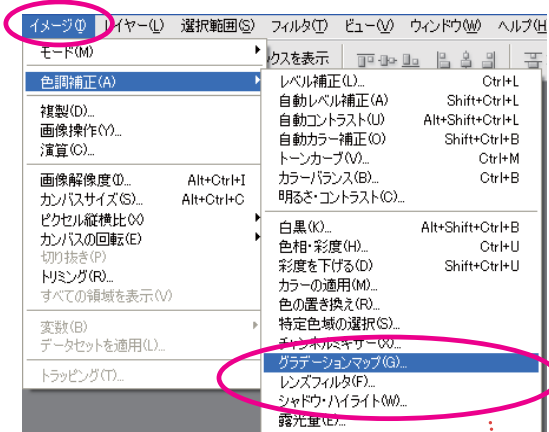 イメージ(I) レイヤー(L) 選択範囲(S) フィルタ(T) ビュー(V) ウィンドウ(W) ヘルプ(H
モード(M)
クスを表示
色調補正(A)
複製(D)...
画像操作(Y)...
演算(C)...
画像解像度(I)... Alt+Ctrl+I
カンバスサイズ(S)... Alt+Ctrl+C
ピクセル縦横比(X)
カンバスの回転(E)
切り抜き(P)
トリミング(R)...
すべての領域を表示(V)
変数(B)
データセットを適用(L)...
トラッピング(T)...
レベル補正(L)... Ctrl+L
自動レベル補正(A) Shift+Ctrl+L
自動コントラスト(U) Alt+Shift+Ctrl+L
自動カラー補正(O) Shift+Ctrl+B
トーンカーブ(V)... Ctrl+M
カラーバランス(B)... Ctrl+B
明るさ・コントラスト(C)...
白黒(K)... Alt+Shift+Ctrl+B
色相・彩度(H)... Ctrl+U
彩度を下げる(D) Shift+Ctrl+U
カラーの適用(M)...
色の置き換え(R)...
特定色域の選択(S)...
チャンネルミキサー(X)...
グラデーションマップ(G)...
レンズフィルタ(F)...
シャドウ・ハイライト(W)...
露光量(E)...